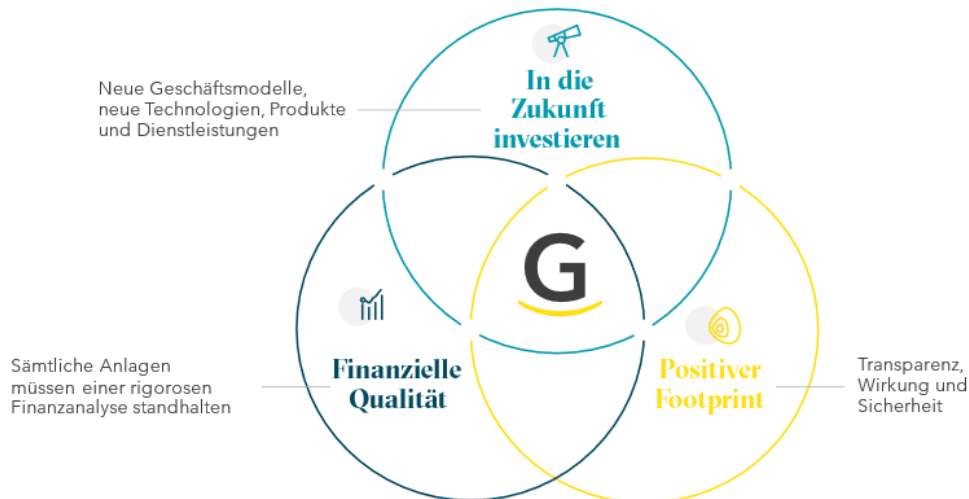 In die
Zukunft
investieren
Neue Geschäftsmodelle,
neue Technologien, Produkte
und Dienstleistungen
G
Finanzielle
Qualität
Sämtliche Anlagen
müssen einer rigorosen
Finanzanalyse standhalten
Positiver
Footprint
Transparenz,
Wirkung und
Sicherheit